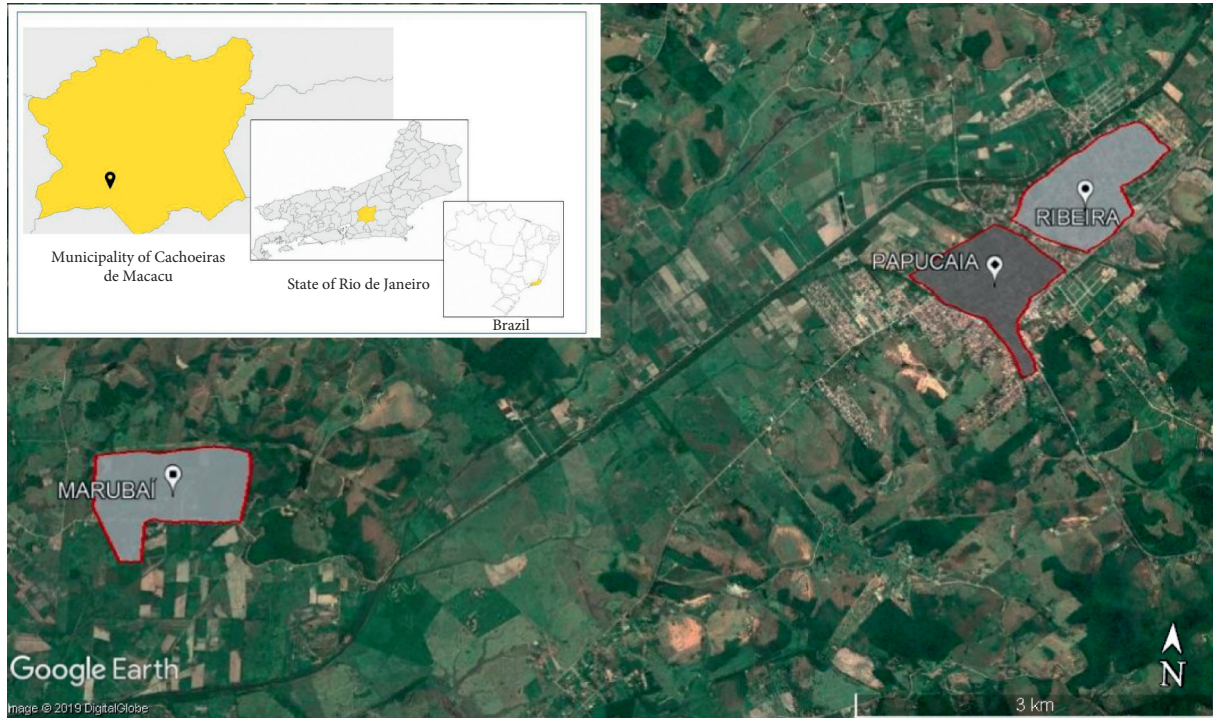 Municipality of Cachoeiras
de Macacu
State of Rio de Janeiro
Brazil
RIBEIRA
PAPUCAIA
MARUBAÍ
Google Earth
Image © 2019 DigitalGlobe
N
3 km